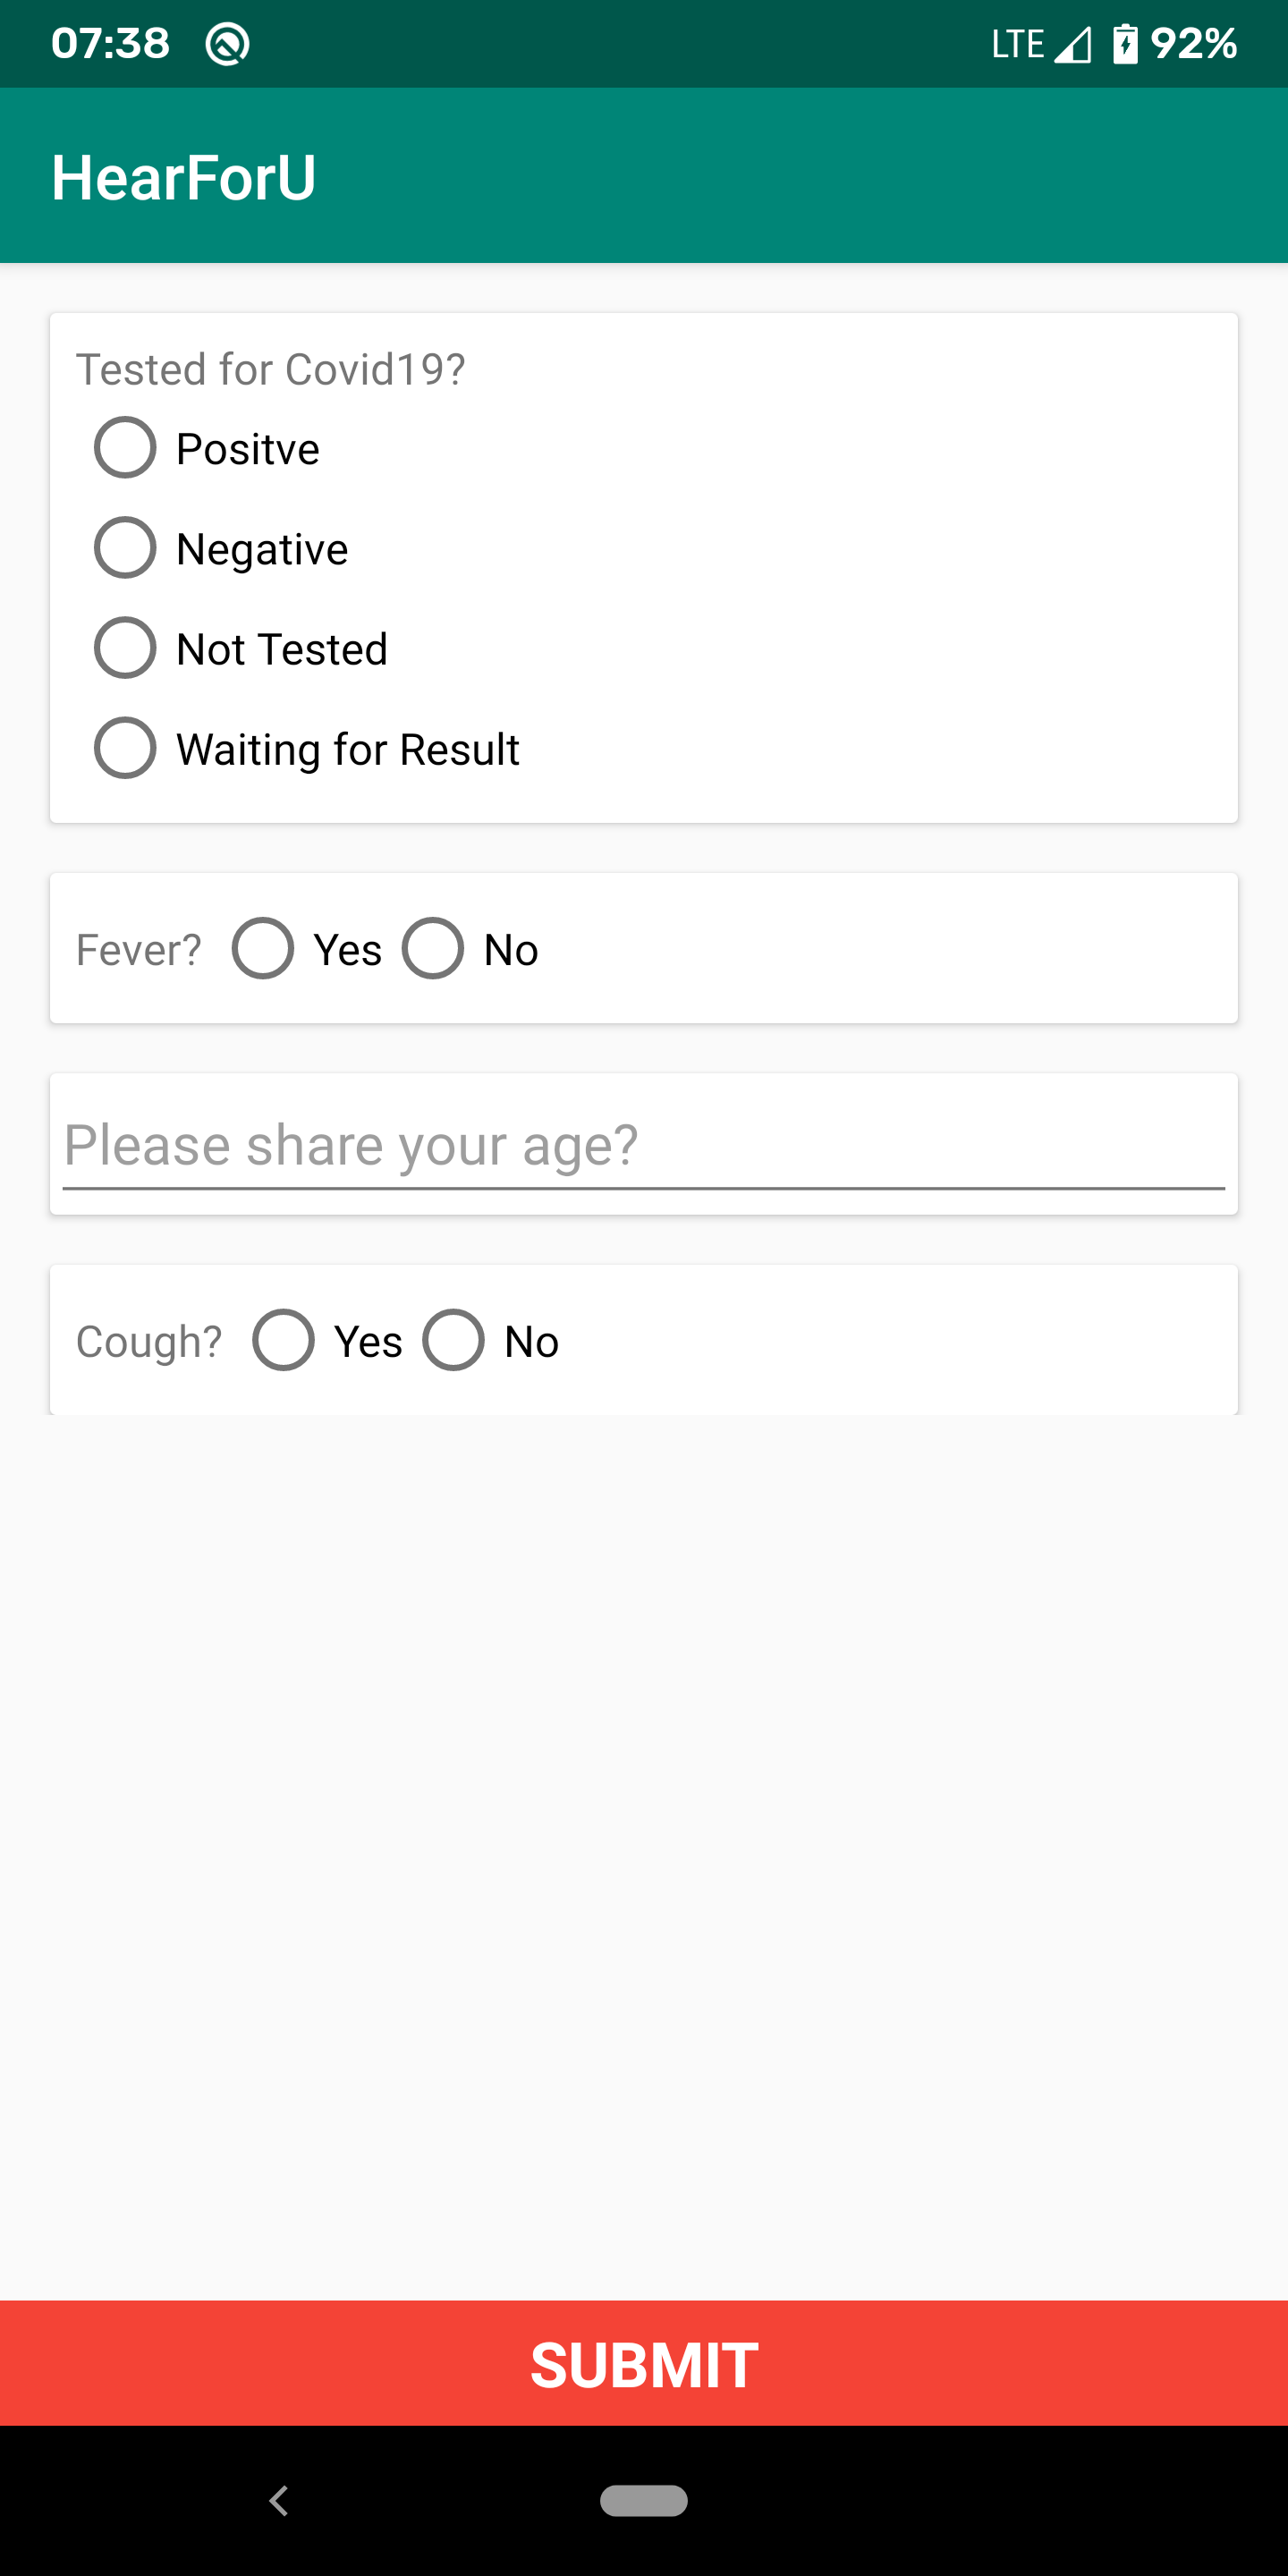 07:38 LTE 92%
HearForU
Tested for Covid19?
Positve
Negative
Not Tested
Waiting for Result
Fever? Yes No
Please share your age?
Cough? Yes No
SUBMIT